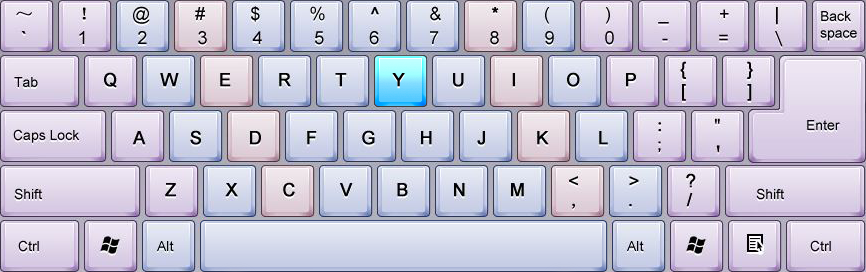 ~ ! @ # $ % ^ & * ( ) _ + | Back
` 1 2 3 4 5 6 7 8 9 0 - = \ space
Tab Q W E R T Y U I O P { }
[ ] Enter
Caps Lock A S D F G H J K L : "
; '
Shift Z X C V B N M < > ? Shift
, . /
Ctrl Alt Alt Ctrl